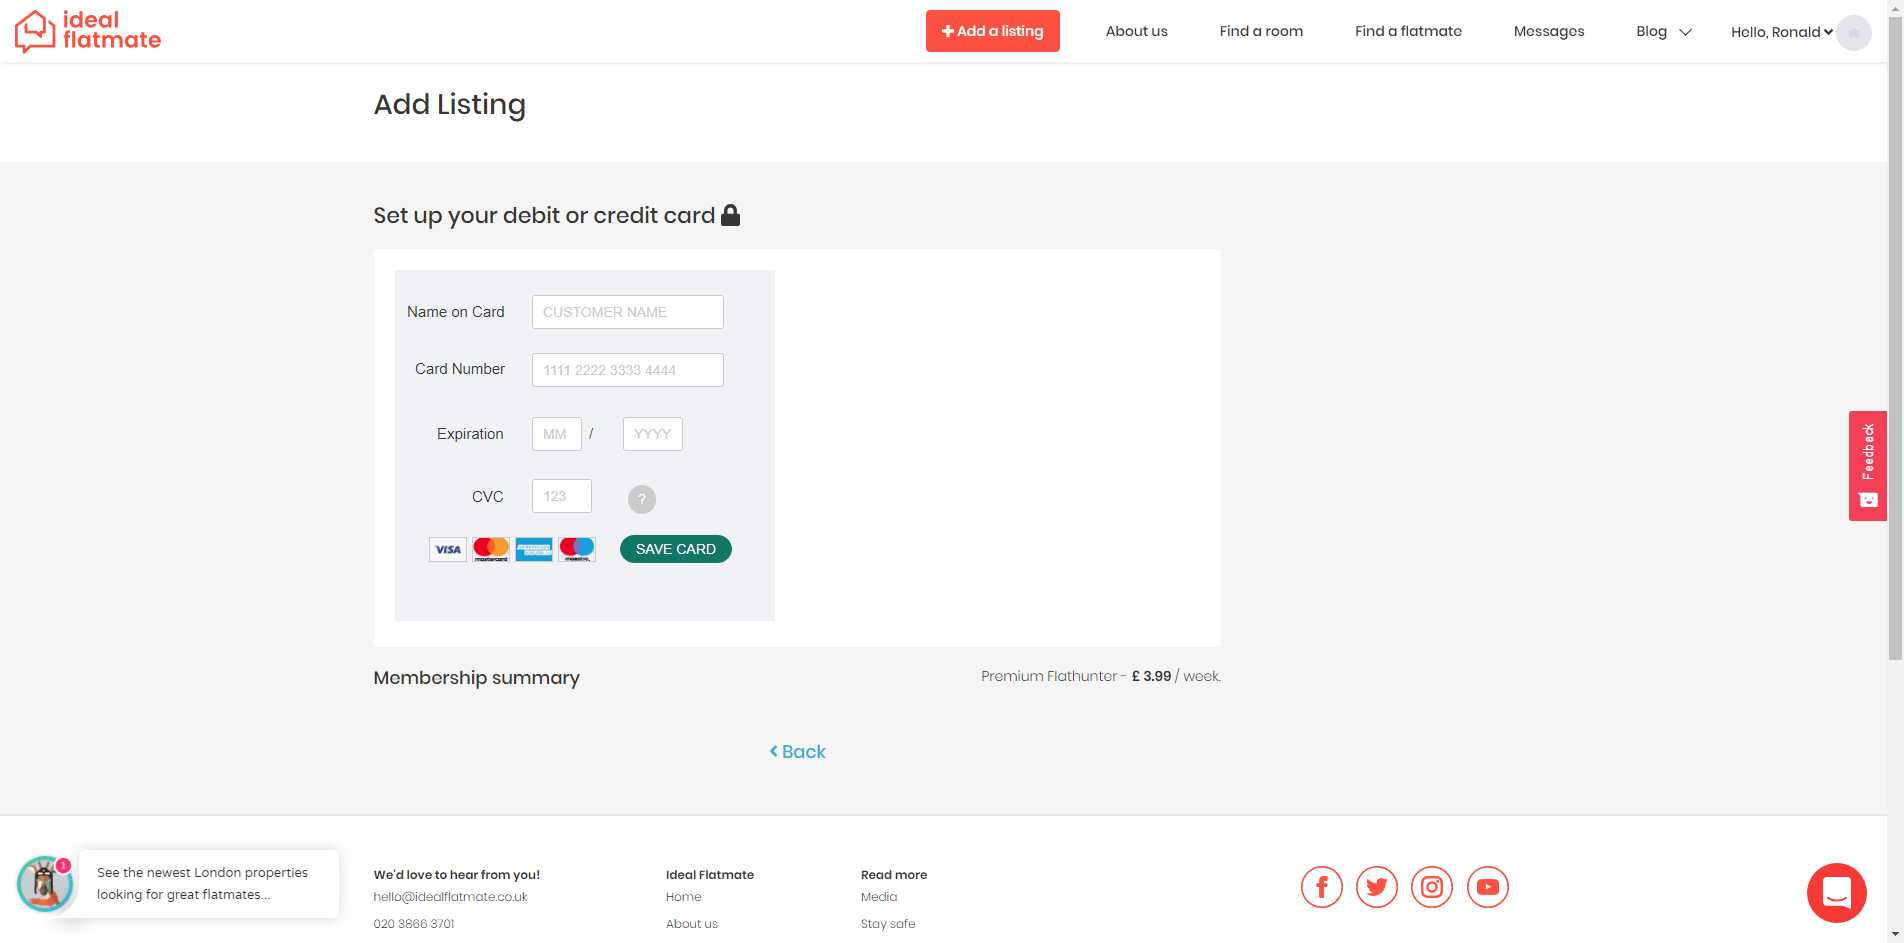 ideal
flatmate
Add a listing
About us
Find a room
Find a flatmate
Messages
Blog
Hello, Ronald
Add Listing
Set up your debit or credit card
Name on Card
CUSTOMER NAME
Card Number
1111 2222 3333 4444
Expiration
MM
/
YYYY
CVC
123
?
VISA
mastercard
maestro
SAVE CARD
Membership summary
Premium Flathunter - £ 3.99 / week.
Back
Feedback
1
See the newest London properties
looking for great flatmates...
We'd love to hear from you!
hello@idealflatmate.co.uk
020 3866 3701
Ideal Flatmate
Home
About us
Read more
Media
Stay safe